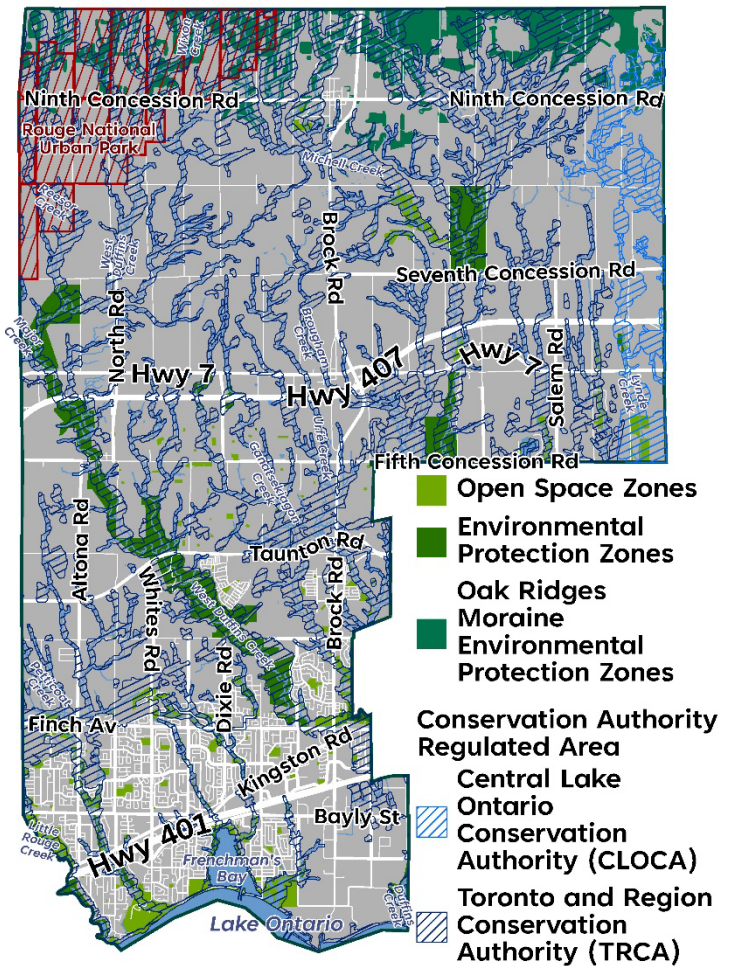 Wixon
Creek
Ninth Concession Rd
Ninth Concession Rd
Rouge National
Urban Park
Michell Creek
Reesor
Creek
West
Duffins
Creek
Brock Rd
Seventh Concession Rd
Major
Creek
North Rd
Brougham
Creek
Hwy 7
Hwy 407
Hwy 7
Salem Rd
Lynde
Creek
Urfe Creek
Ganatsekiagon
Creek
Fifth Concession Rd
Altona Rd
Taunton Rd
Whites Rd
West Duffins Creek
Brock Rd
Petticoat
Creek
Dixie Rd
Finch Av
Kingston Rd
Bayly St
Hwy 401
Little
Rouge
Creek
Frenchman's
Bay
Duffins
Creek
Lake Ontario
Open Space Zones
Environmental
Protection Zones
Oak Ridges
Moraine
Environmental
Protection Zones
Conservation Authority
Regulated Area
Central Lake
Ontario
Conservation
Authority (CLOCA)
Toronto and Region
Conservation
Authority (TRCA)